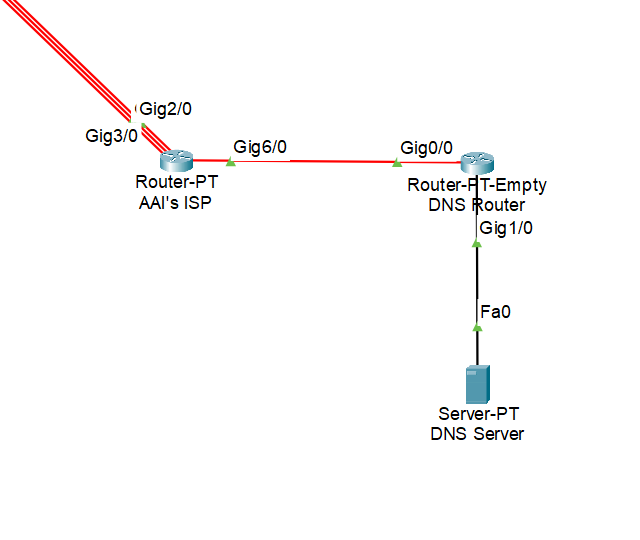 Gig2/0
Gig3/0
Router-PT
AAI's ISP
Gig6/0
Gig0/0
Router-PT-Empty
DNS Router
Gig1/0
Fa0
Server-PT
DNS Server